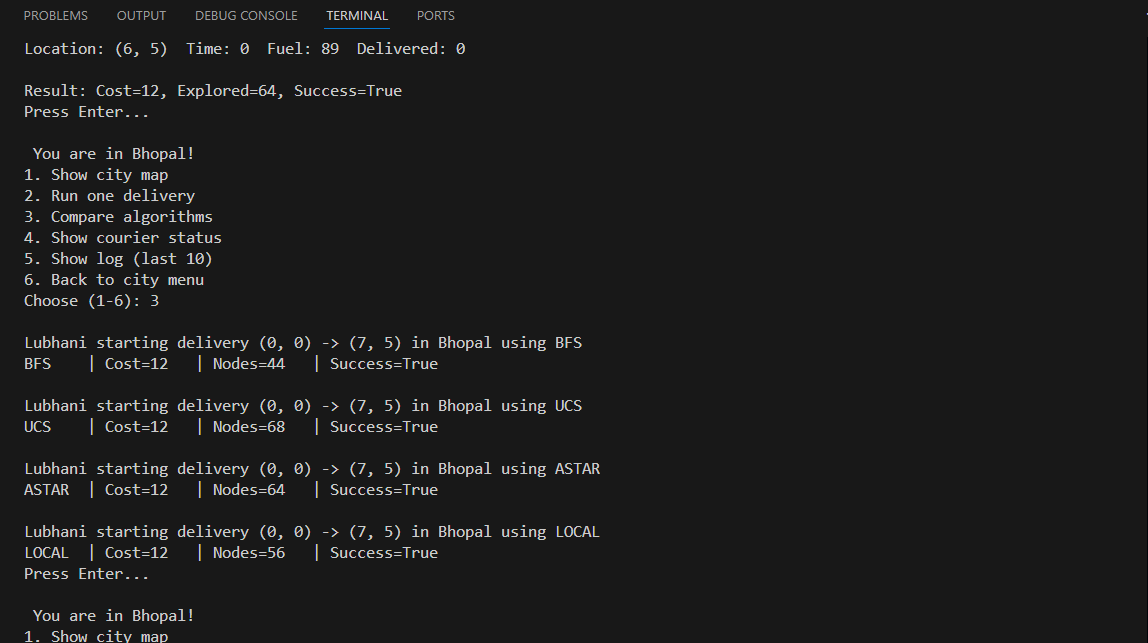 PROBLEMS OUTPUT DEBUG CONSOLE TERMINAL PORTS
Location: (6, 5)  Time: 0  Fuel: 89  Delivered: 0
Result: Cost=12, Explored=64, Success=True
Press Enter...
You are in Bhopal!
1. Show city map
2. Run one delivery
3. Compare algorithms
4. Show courier status
5. Show log (last 10)
6. Back to city menu
Choose (1-6): 3
Lubhani starting delivery (0, 0) -> (7, 5) in Bhopal using BFS
BFS    | Cost=12   | Nodes=44   | Success=True
Lubhani starting delivery (0, 0) -> (7, 5) in Bhopal using UCS
UCS    | Cost=12   | Nodes=68   | Success=True
Lubhani starting delivery (0, 0) -> (7, 5) in Bhopal using ASTAR
ASTAR  | Cost=12   | Nodes=64   | Success=True
Lubhani starting delivery (0, 0) -> (7, 5) in Bhopal using LOCAL
LOCAL  | Cost=12   | Nodes=56   | Success=True
Press Enter...
You are in Bhopal!
1. Show city map